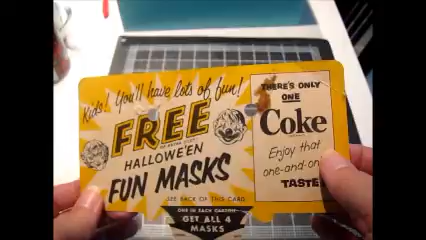 Kids! You'll have lots of fun!
FREE
HALLOWE'EN
FUN MASKS
SEE BACK OF THIS CARD
ONE IN EACH CARTON
GET ALL 4
MASKS
THERE'S ONLY
ONE
Coke
Enjoy that
one-and-on
TASTE